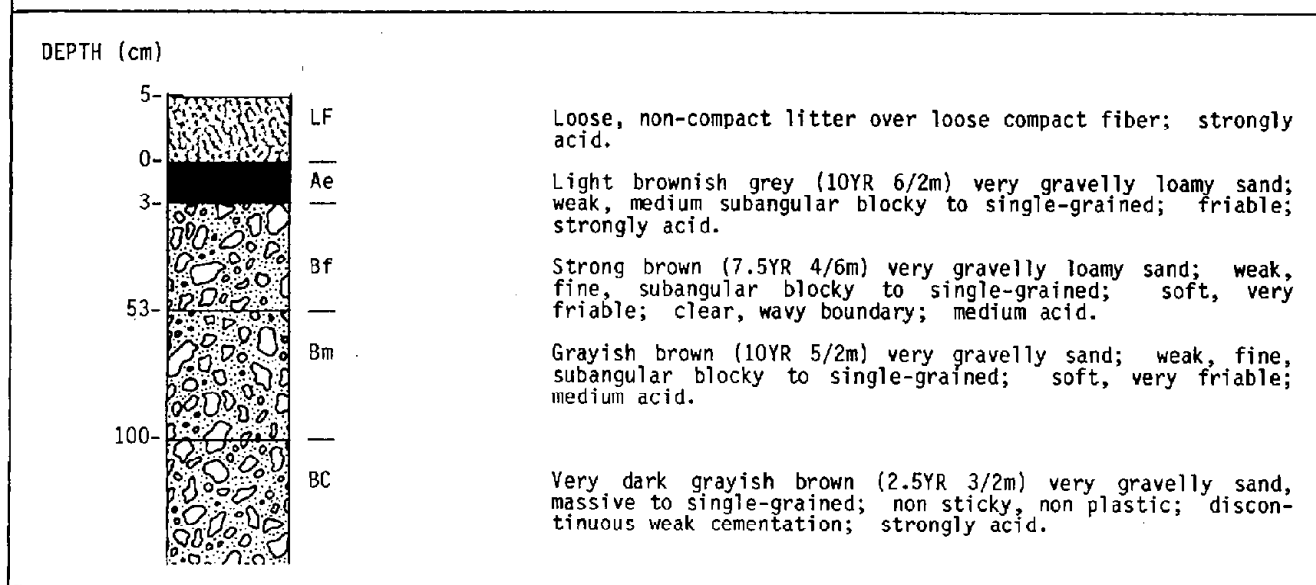 DEPTH (cm)
5-
LF
Loose, non-compact litter over loose compact fiber; strongly
acid.
0-
Ae
Light brownish grey (10YR 6/2m) very gravelly loamy sand;
weak, medium subangular blocky to single-grained; friable;
strongly acid.
3-
Bf
Strong brown (7.5YR 4/6m) very gravelly loamy sand; weak,
fine, subangular blocky to single-grained; soft, very
friable; clear, wavy boundary; medium acid.
53-
Bm
Grayish brown (10YR 5/2m) very gravelly sand; weak, fine,
subangular blocky to single-grained; soft, very friable;
medium acid.
100-
BC
Very dark grayish brown (2.5YR 3/2m) very gravelly sand,
massive to single-grained; non sticky, non plastic; discon-
tinuous weak cementation; strongly acid.